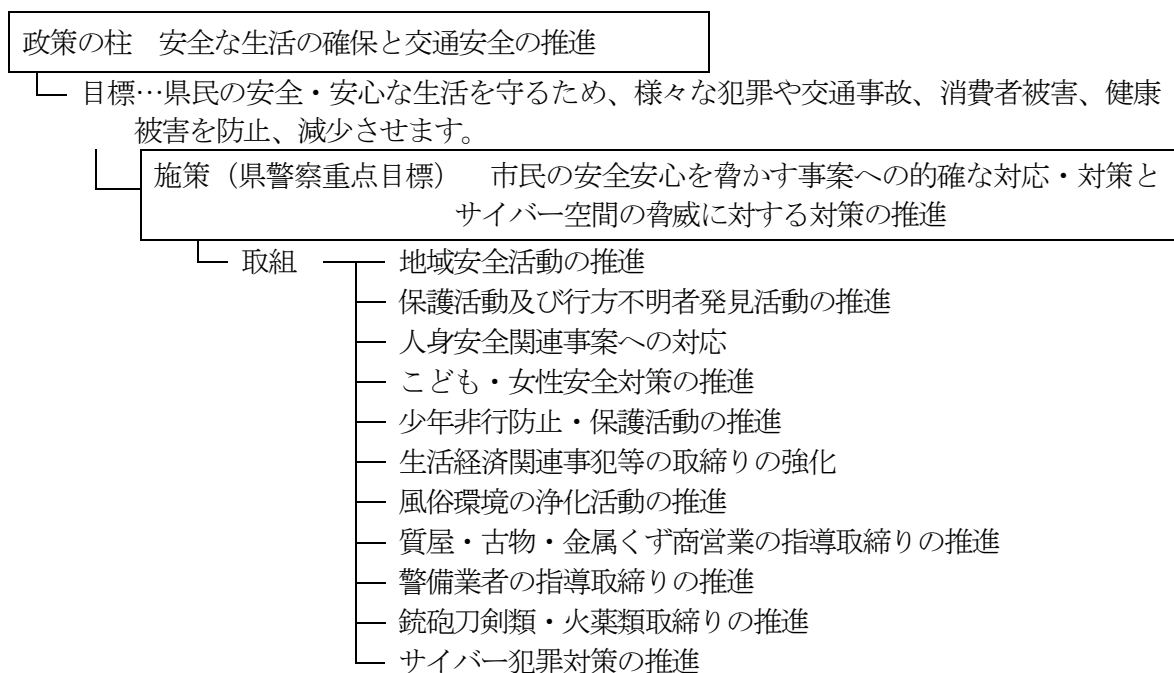 政策の柱　安全な生活の確保と交通安全の推進
目標…県民の安全・安心な生活を守るため、様々な犯罪や交通事故、消費者被害、健康
被害を防止、減少させます。
施策（県警察重点目標）　市民の安全安心を脅かす事案への的確な対応・対策と
サイバー空間の脅威に対する対策の推進
取組　地域安全活動の推進
保護活動及び行方不明者発見活動の推進
人身安全関連事案への対応
こども・女性安全対策の推進
少年非行防止・保護活動の推進
生活経済関連事犯等の取締りの強化
風俗環境の浄化活動の推進
質屋・古物・金属くず商営業の指導取締りの推進
警備業者の指導取締りの推進
銃砲刀剣類・火薬類取締りの推進
サイバー犯罪対策の推進